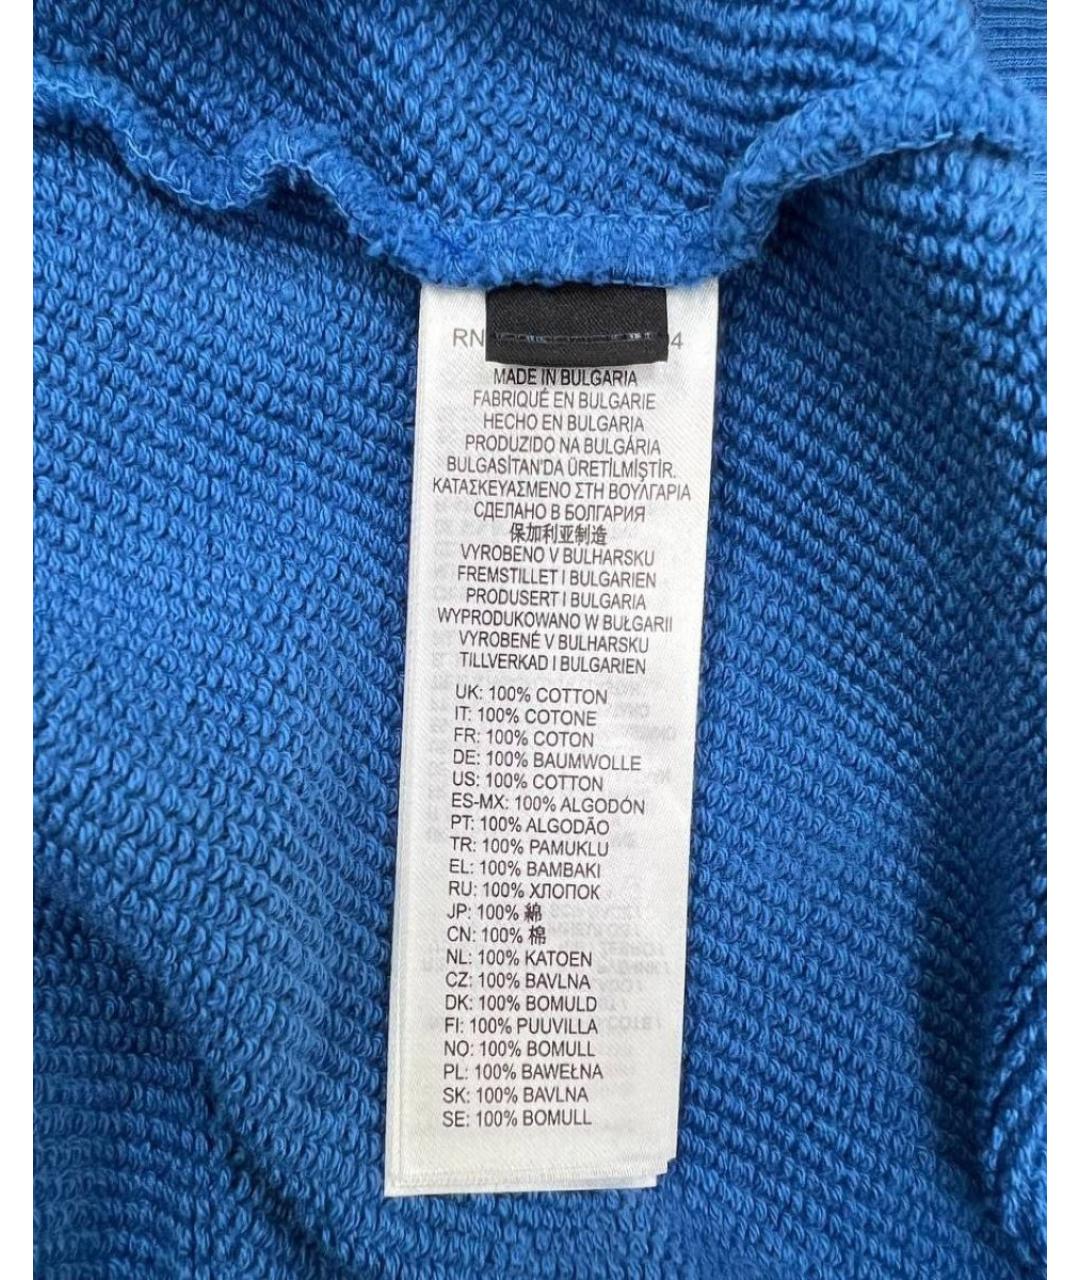 RN 04
MADE IN BULGARIA
FABRIQUÉ EN BULGARIE
HECHO EN BULGARIA
PRODUZIDO NA BULGÁRIA
BULGASİTAN'DA ÜRETİLMİŞTİR.
ΚΑΤΑΣΚΕΥΑΣΜΕΝΟ ΣΤΗ ΒΟΥΛΓΑΡΙΑ
СДЕЛАНО В БОЛГАРИЯ
保加利亚制造
VYROBENO V BULHARSKU
FREMSTILLET I BULGARIEN
PRODUSERT I BULGARIA
WYPRODUKOWANO W BUŁGARII
VYROBENÉ V BULHARSKU
TILLVERKAD I BULGARIEN
UK: 100% COTTON
IT: 100% COTONE
FR: 100% COTON
DE: 100% BAUMWOLLE
US: 100% COTTON
ES-MX: 100% ALGODÓN
PT: 100% ALGODÃO
TR: 100% PAMUKLU
EL: 100% BAMBAKI
RU: 100% ХЛОПОК
JP: 100% 綿
CN: 100% 棉
NL: 100% KATOEN
CZ: 100% BAVLNA
DK: 100% BOMULD
FI: 100% PUUVILLA
NO: 100% BOMULL
PL: 100% BAWEŁNA
SK: 100% BAVLNA
SE: 100% BOMULL